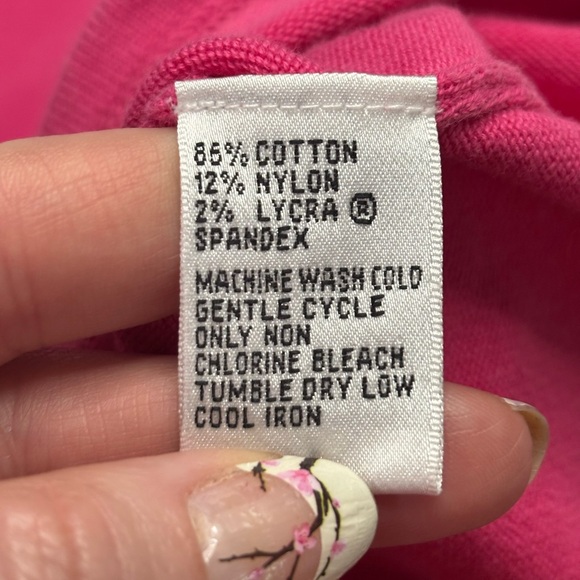 86% COTTON
12% NYLON
2% LYCRA ®
SPANDEX
MACHINE WASH COLD
GENTLE CYCLE
ONLY NON
CHLORINE BLEACH
TUMBLE DRY LOW
COOL IRON